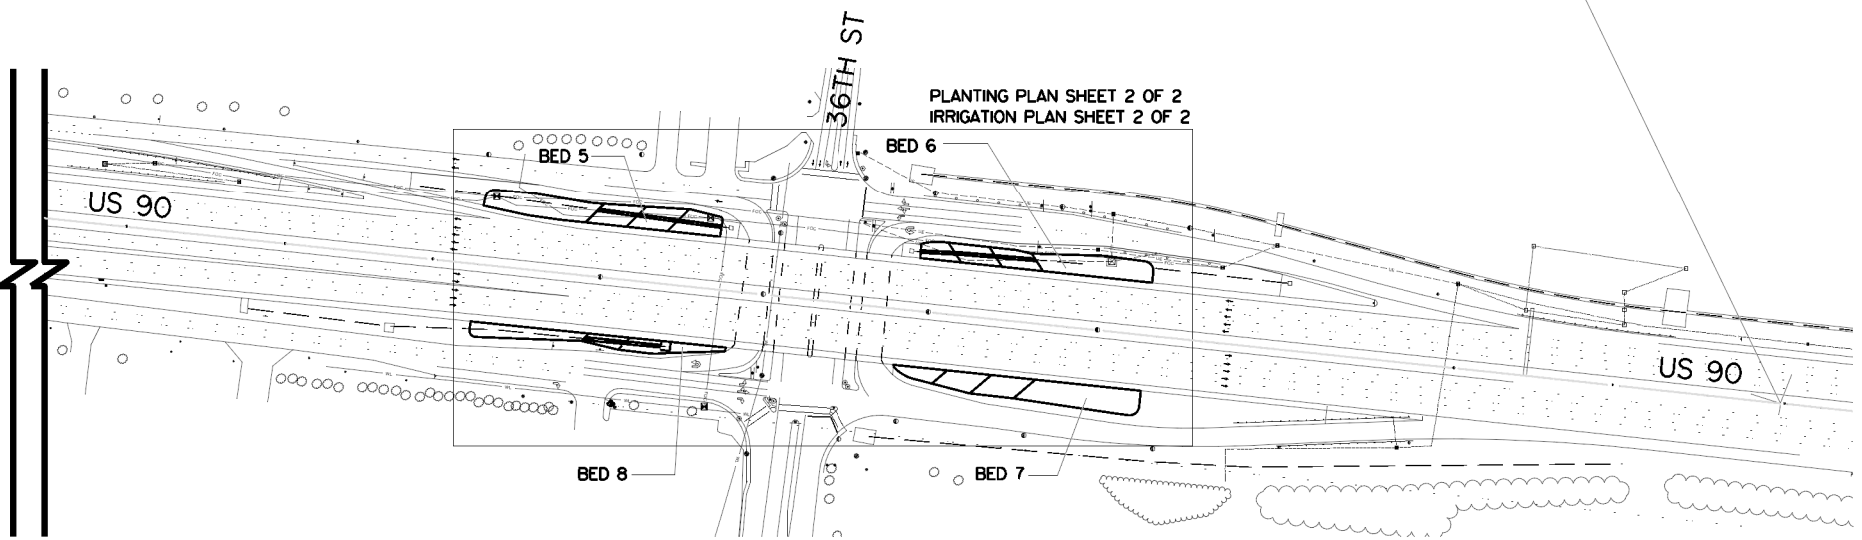 36TH ST
PLANTING PLAN SHEET 2 OF 2
IRRIGATION PLAN SHEET 2 OF 2
BED 5
BED 6
US 90
US 90
BED 8
BED 7